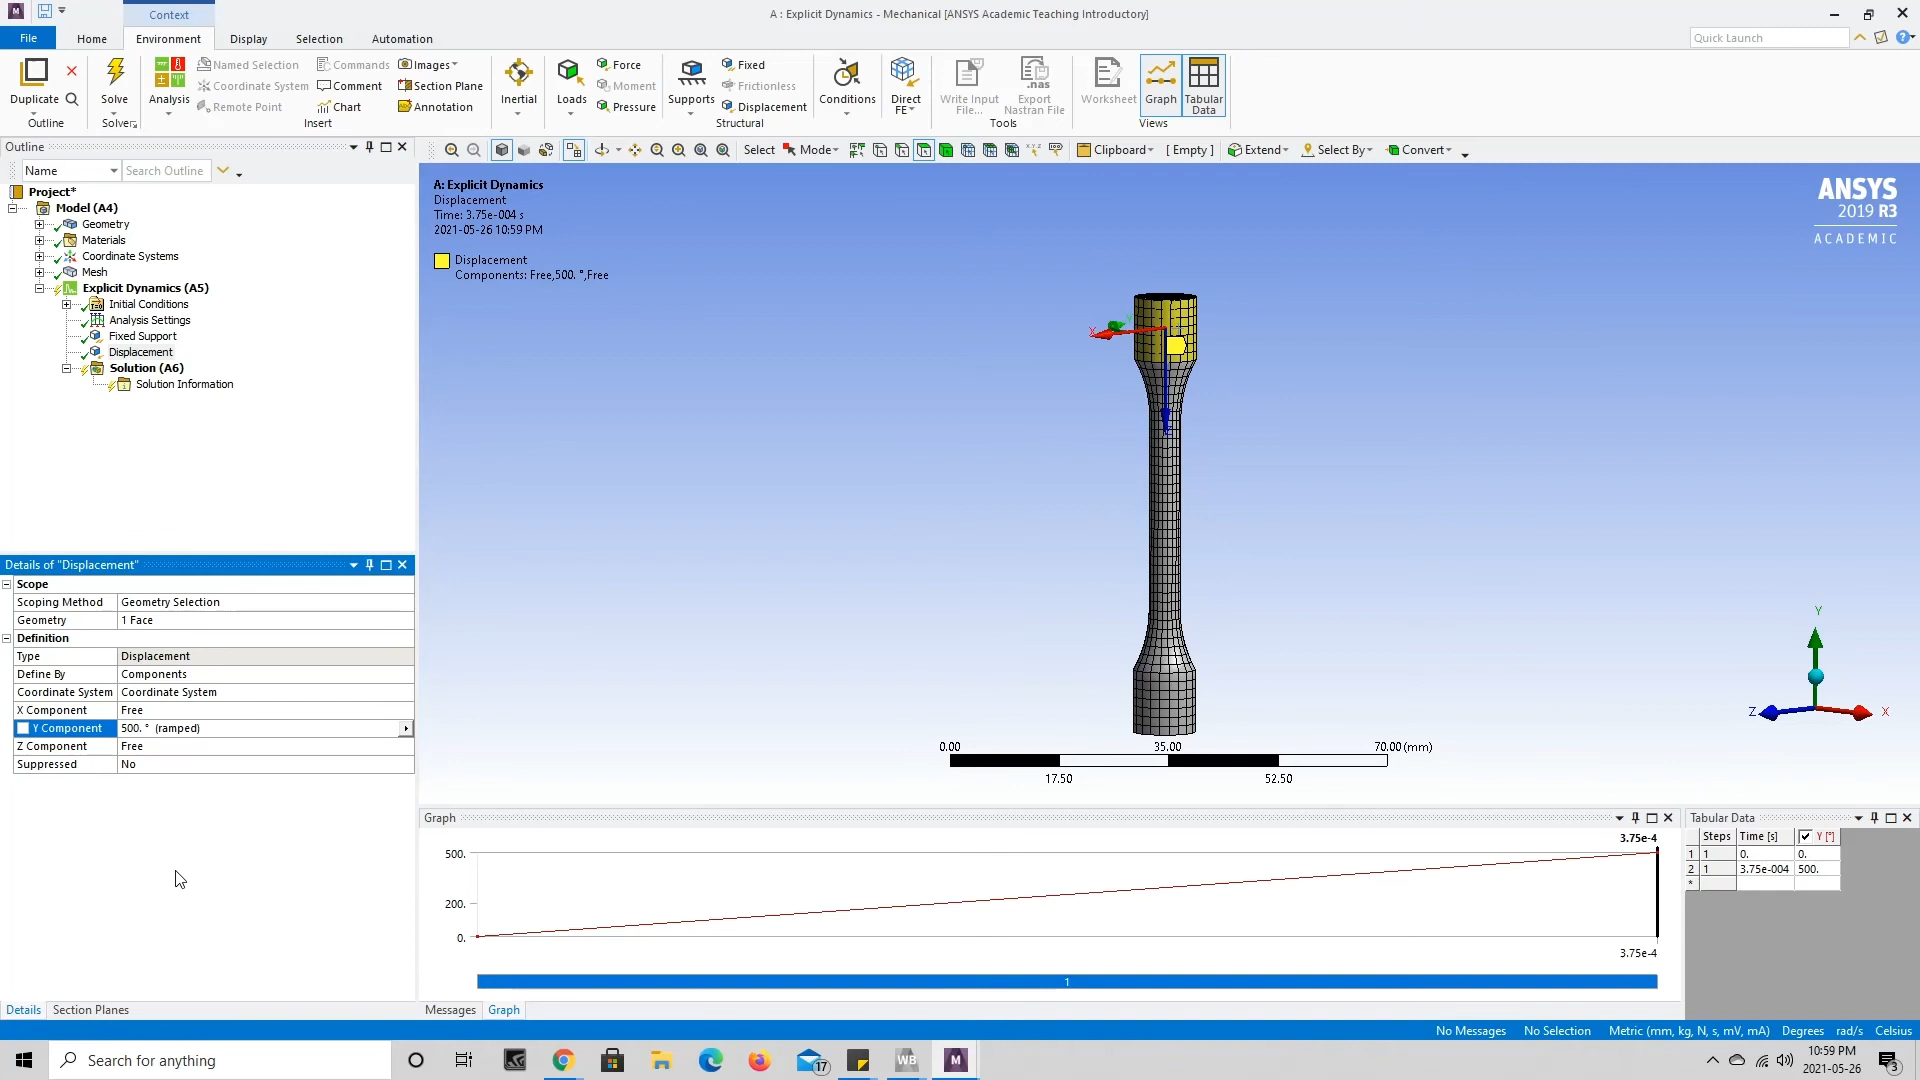 Context
A : Explicit Dynamics - Mechanical [ANSYS Academic Teaching Introductory]
File
Home
Environment
Display
Selection
Automation
Quick Launch
Duplicate
Outline
Solve
Solver
Analysis
Named Selection
Coordinate System
Remote Point
Commands
Comment
Chart
Images
Section Plane
Annotation
Insert
Inertial
Loads
Force
Moment
Pressure
Supports
Fixed
Frictionless
Displacement
Structural
Conditions
Direct
FE
Write Input
File...
Export
Nastran File
Tools
Worksheet
Graph
Tabular
Data
Views
Outline
Name
Search Outline
Project*
Model (A4)
Geometry
Materials
Coordinate Systems
Mesh
Explicit Dynamics (A5)
Initial Conditions
Analysis Settings
Fixed Support
Displacement
Solution (A6)
Solution Information
Select
Mode
Clipboard
[ Empty ]
Extend
Select By
Convert
A: Explicit Dynamics
Displacement
Time: 3.75e-004 s
2021-05-26 10:59 PM
Displacement
Components: Free,500. °,Free
ANSYS
2019 R3
ACADEMIC
X
Y
Z
0.00
35.00
70.00 (mm)
17.50
52.50
Y
Z
X
Details of "Displacement"
Scope
Scoping Method
Geometry Selection
Geometry
1 Face
Definition
Type
Displacement
Define By
Components
Coordinate System
Coordinate System
X Component
Free
Y Component
500. ° (ramped)
Z Component
Free
Suppressed
No
Graph
3.75e-4
500.
200.
0.
3.75e-4
1
Tabular Data
Steps
Time [s]
Y [°]
1
1
0.
0.
2
1
3.75e-004
500.
*
Details
Section Planes
Messages
Graph
No Messages
No Selection
Metric (mm, kg, N, s, mV, mA)
Degrees
rad/s
Celsius
Search for anything
17
WB
M
10:59 PM
2021-05-26
3